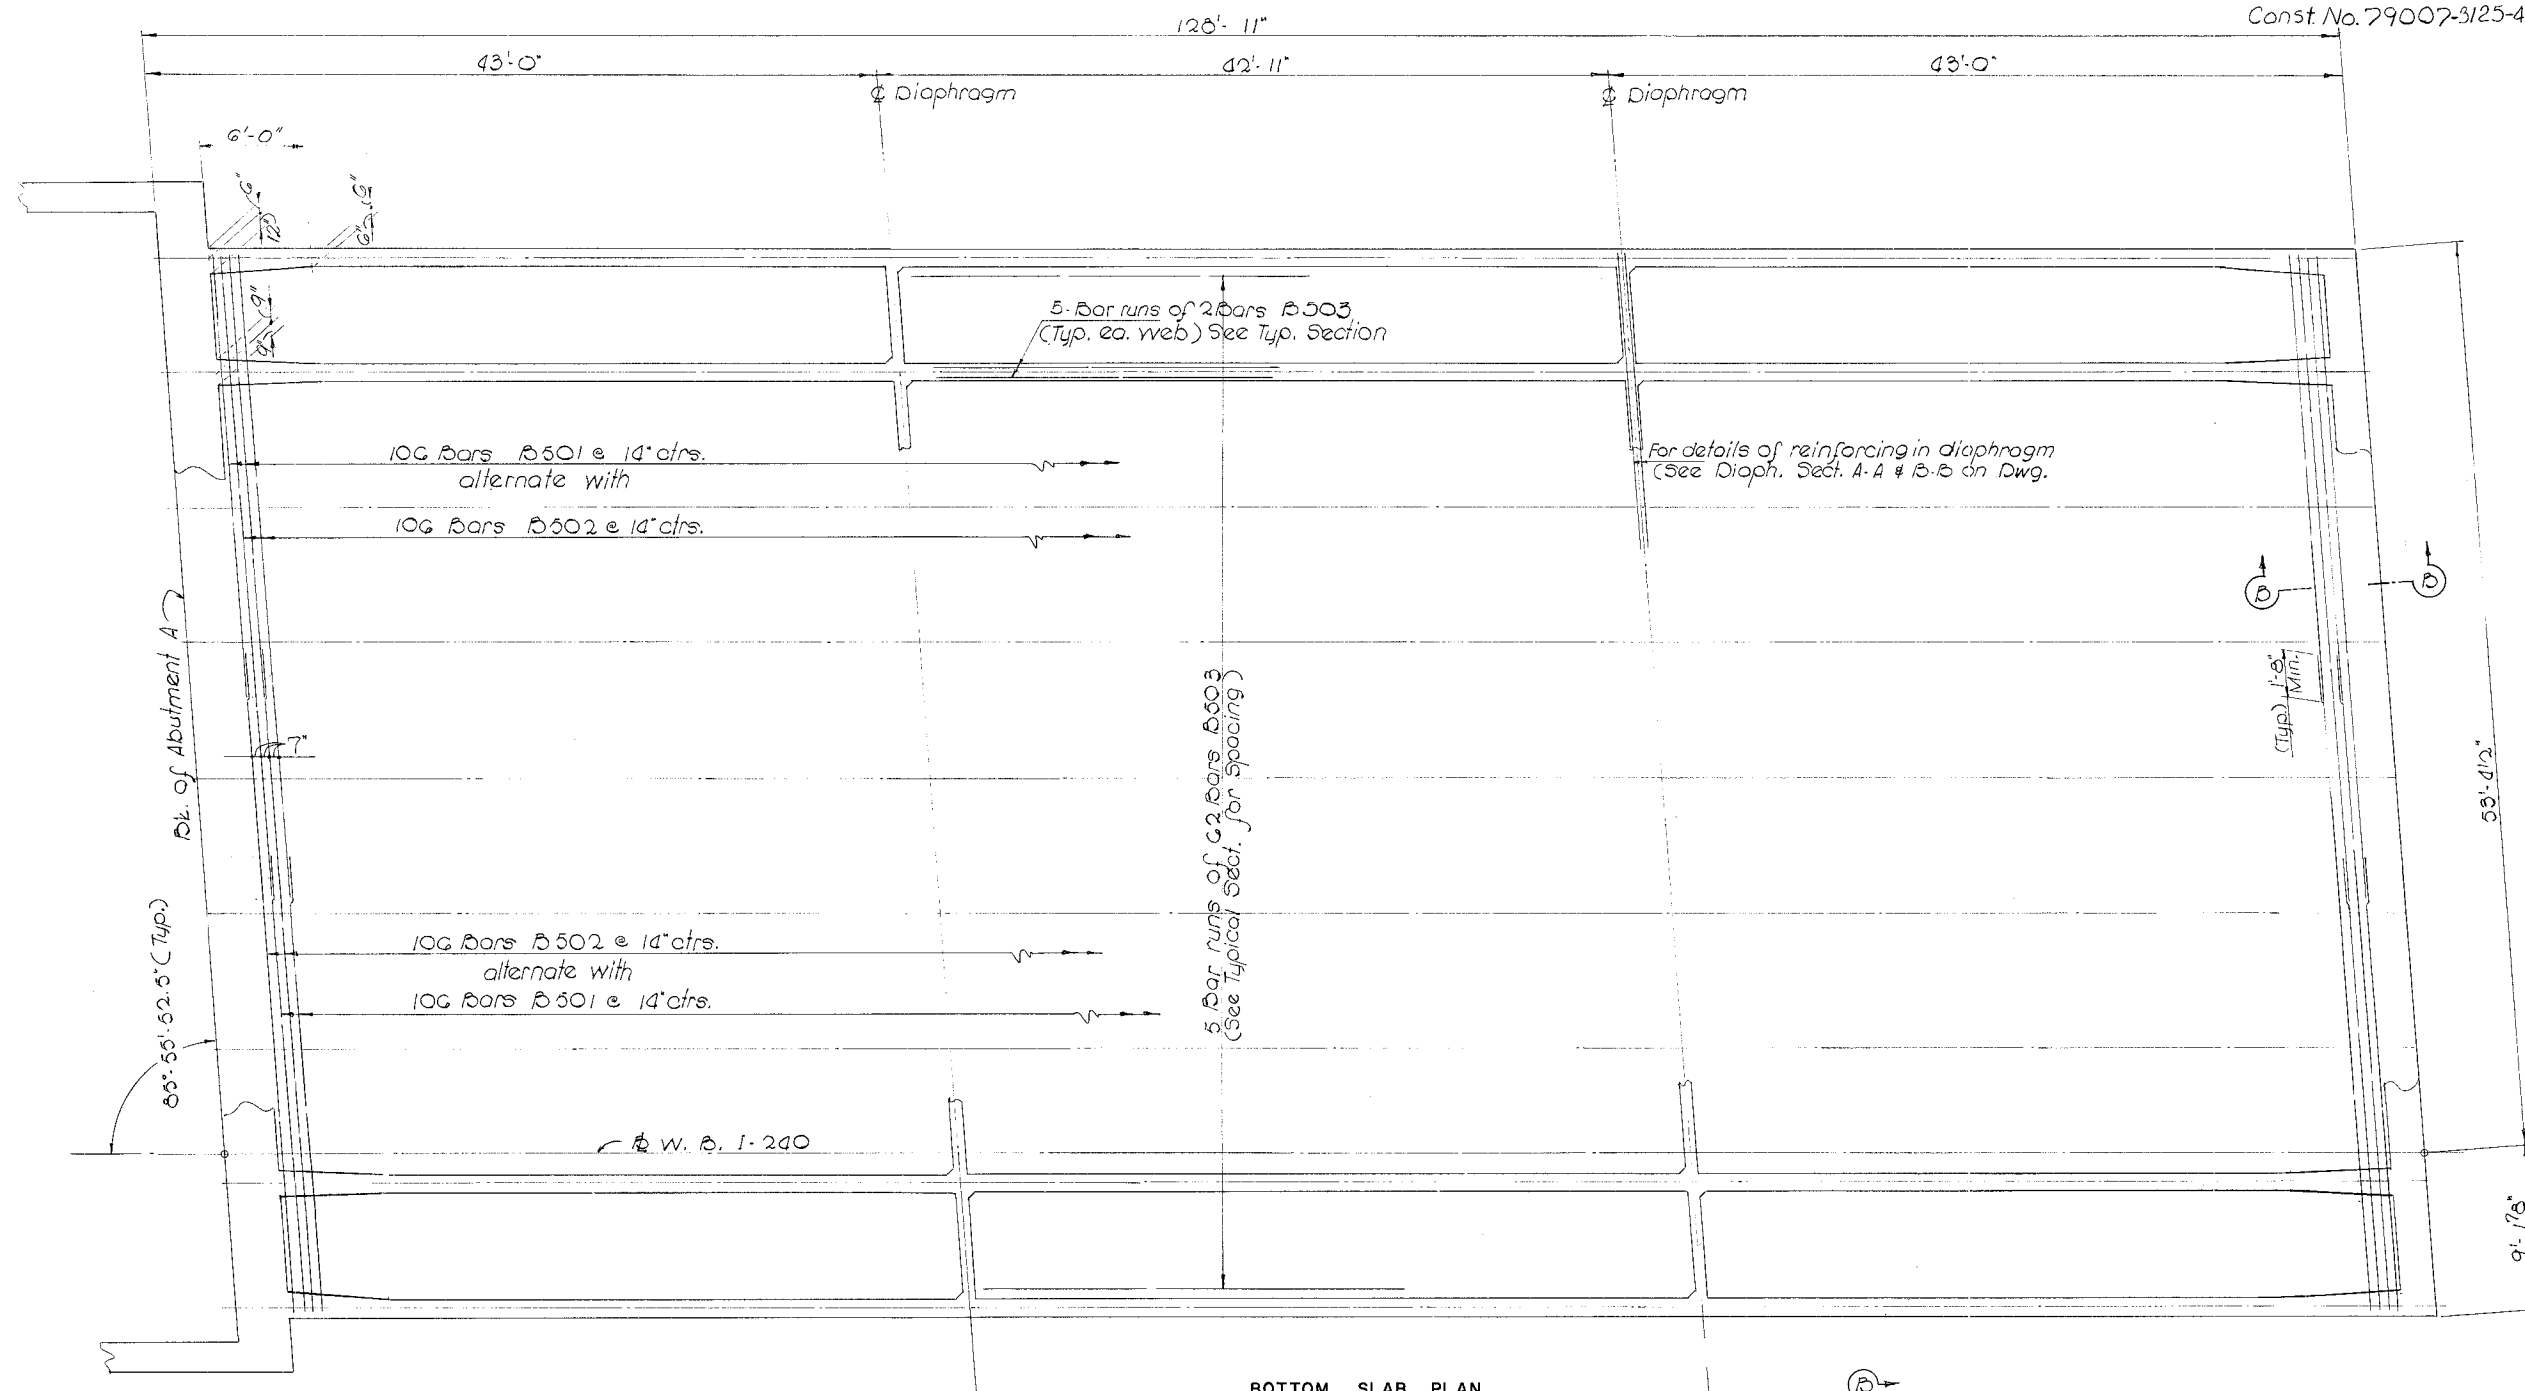 Const. No. 79007-3125-4
128'-11"
43'-0"
42'-11"
43'-0"
℄ Diaphragm
℄ Diaphragm
6'-0"
6"
12"
6"
6"
9"
9"
5-Bar runs of 2 Bars B503
(Typ. ea. web) See Typ. Section
106 Bars B501 @ 14" ctrs.
alternate with
106 Bars B502 @ 14" ctrs.
For details of reinforcing in diaphragm
(See Diaph. Sect. A-A & B-B on Dwg.
B
B
Bk. of Abutment A
(Typ.) 1'-8"
Min.
7"
5 Bar runs of 62 Bars B503
(See Typical Sect. for spacing)
53'-4 1/2"
85°-55'-52.5" (Typ.)
106 Bars B502 @ 14" ctrs.
alternate with
106 Bars B501 @ 14" ctrs.
W. B. I-240
9'-1 7/8"
BOTTOM SLAB PLAN
B